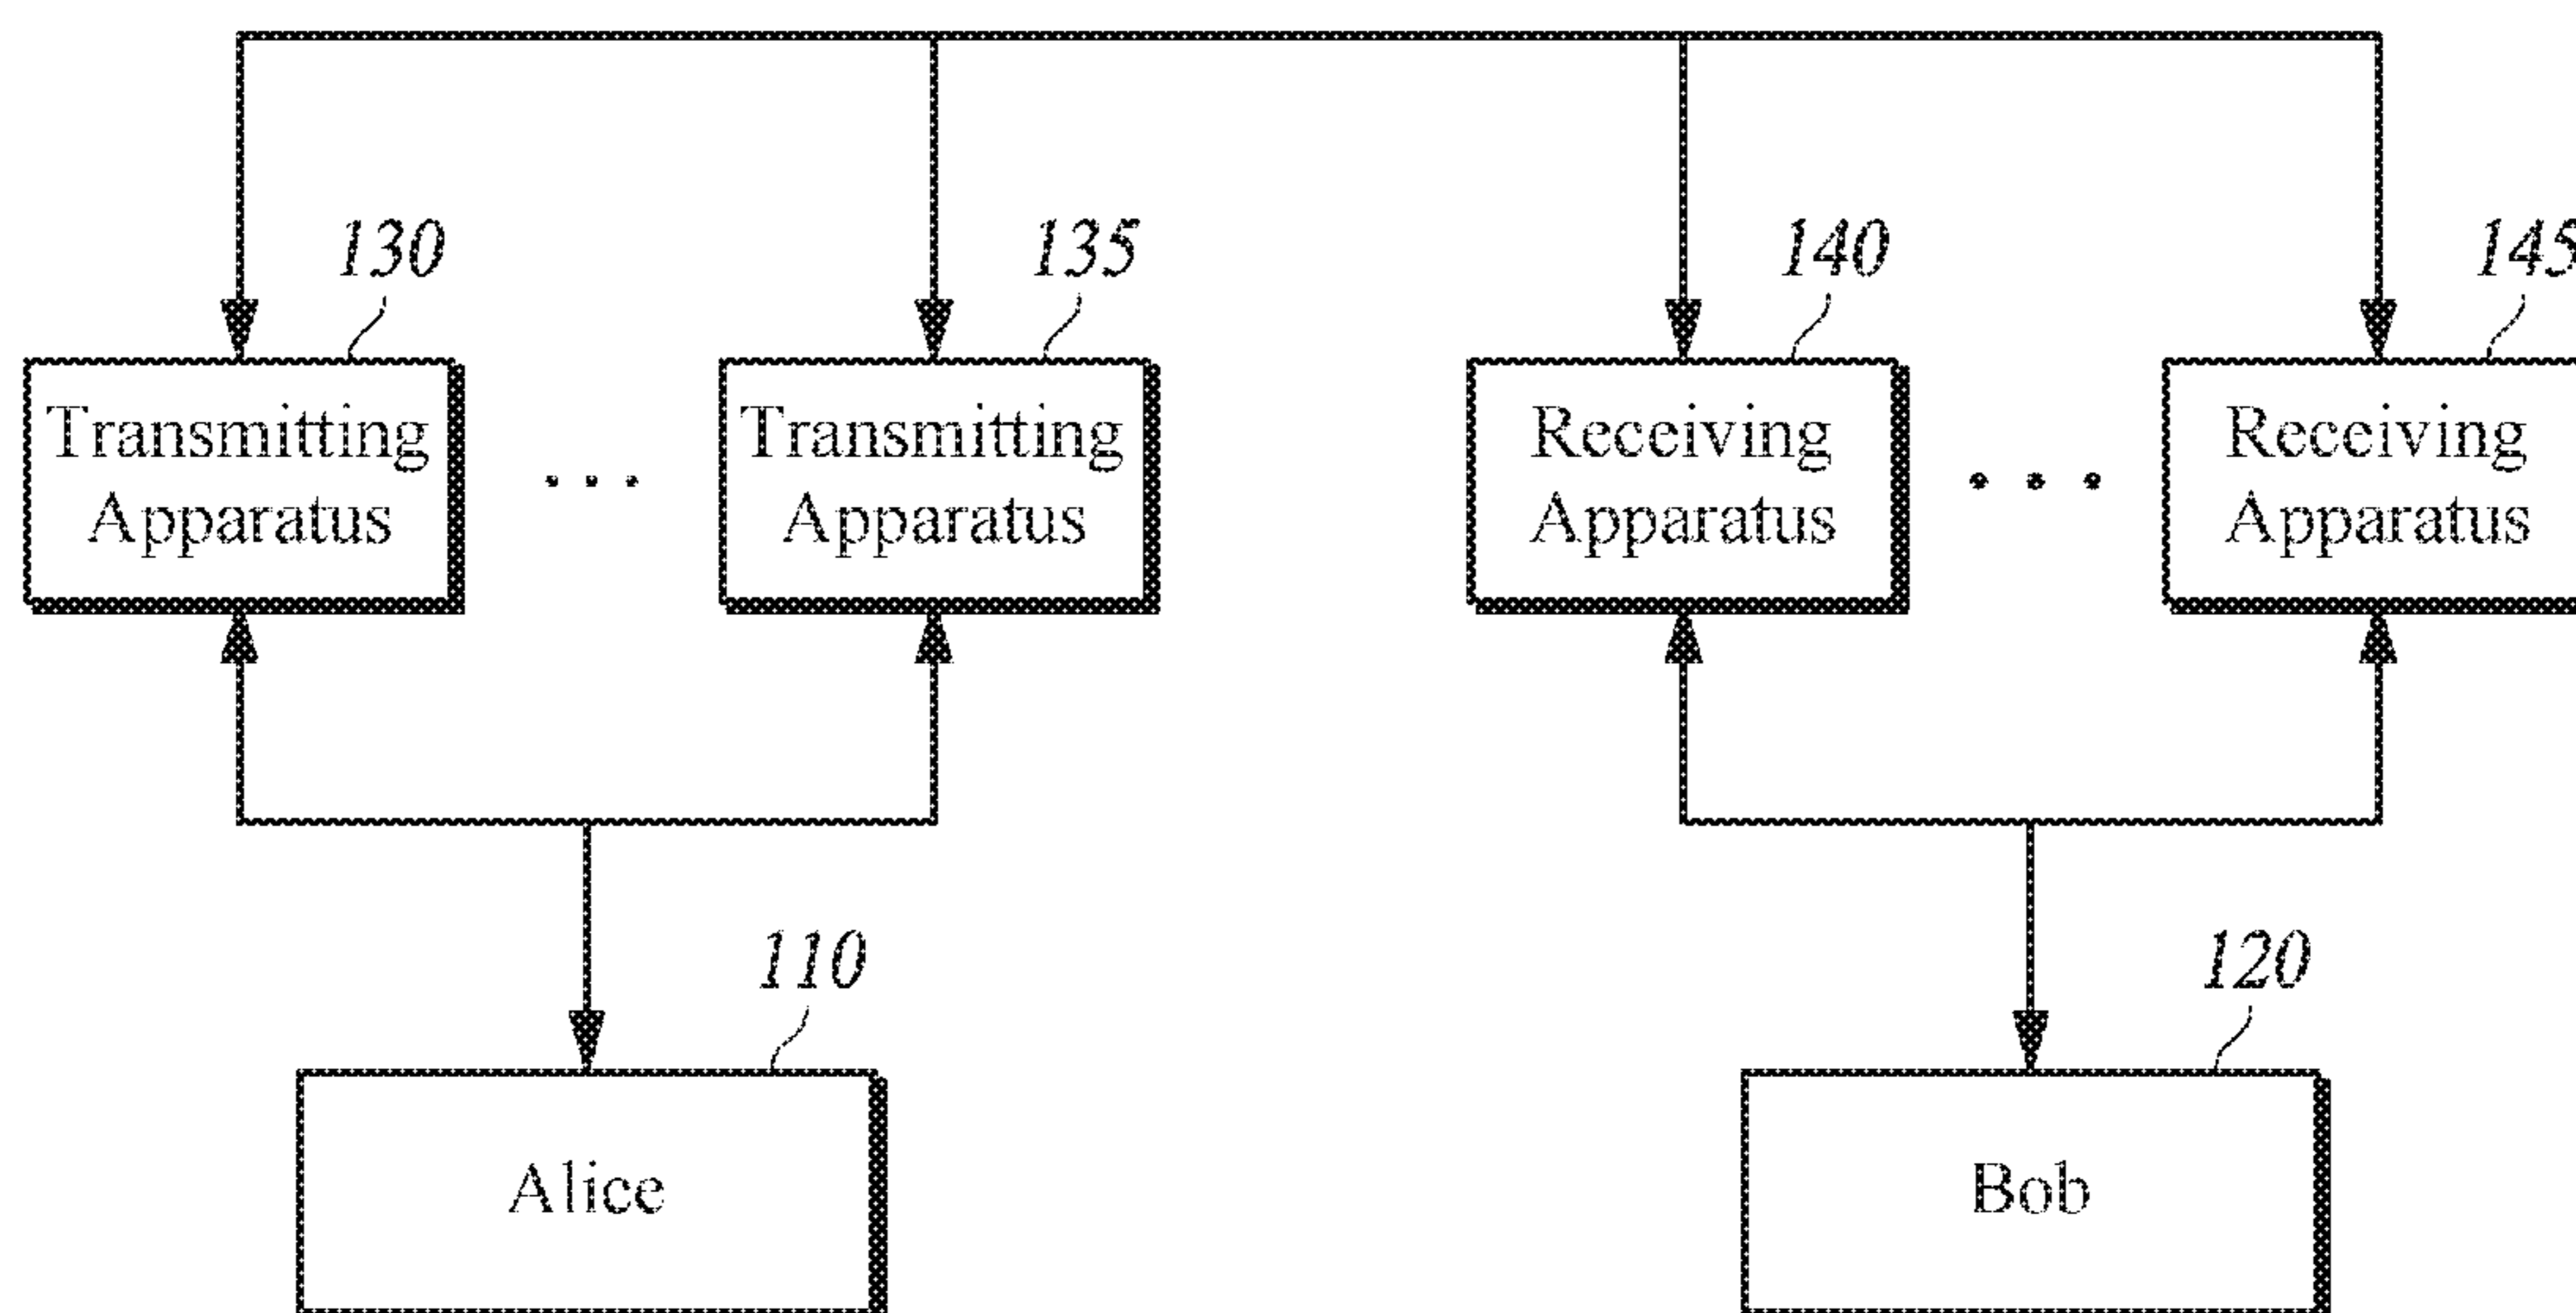 130
135
140
145
Transmitting
Apparatus
Transmitting
Apparatus
Receiving
Apparatus
Receiving
Apparatus
110
120
Alice
Bob